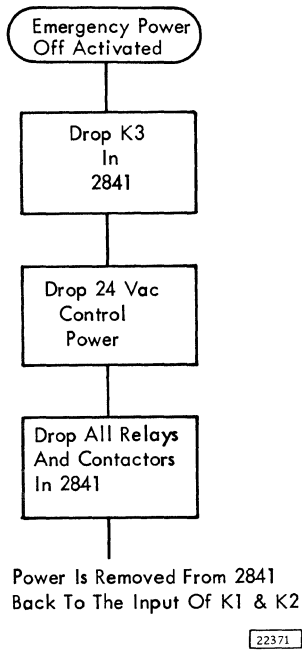 Emergency Power
Off Activated
Drop K3
In
2841
Drop 24 Vac
Control
Power
Drop All Relays
And Contactors
In 2841
Power Is Removed From 2841
Back To The Input Of K1 & K2
22371